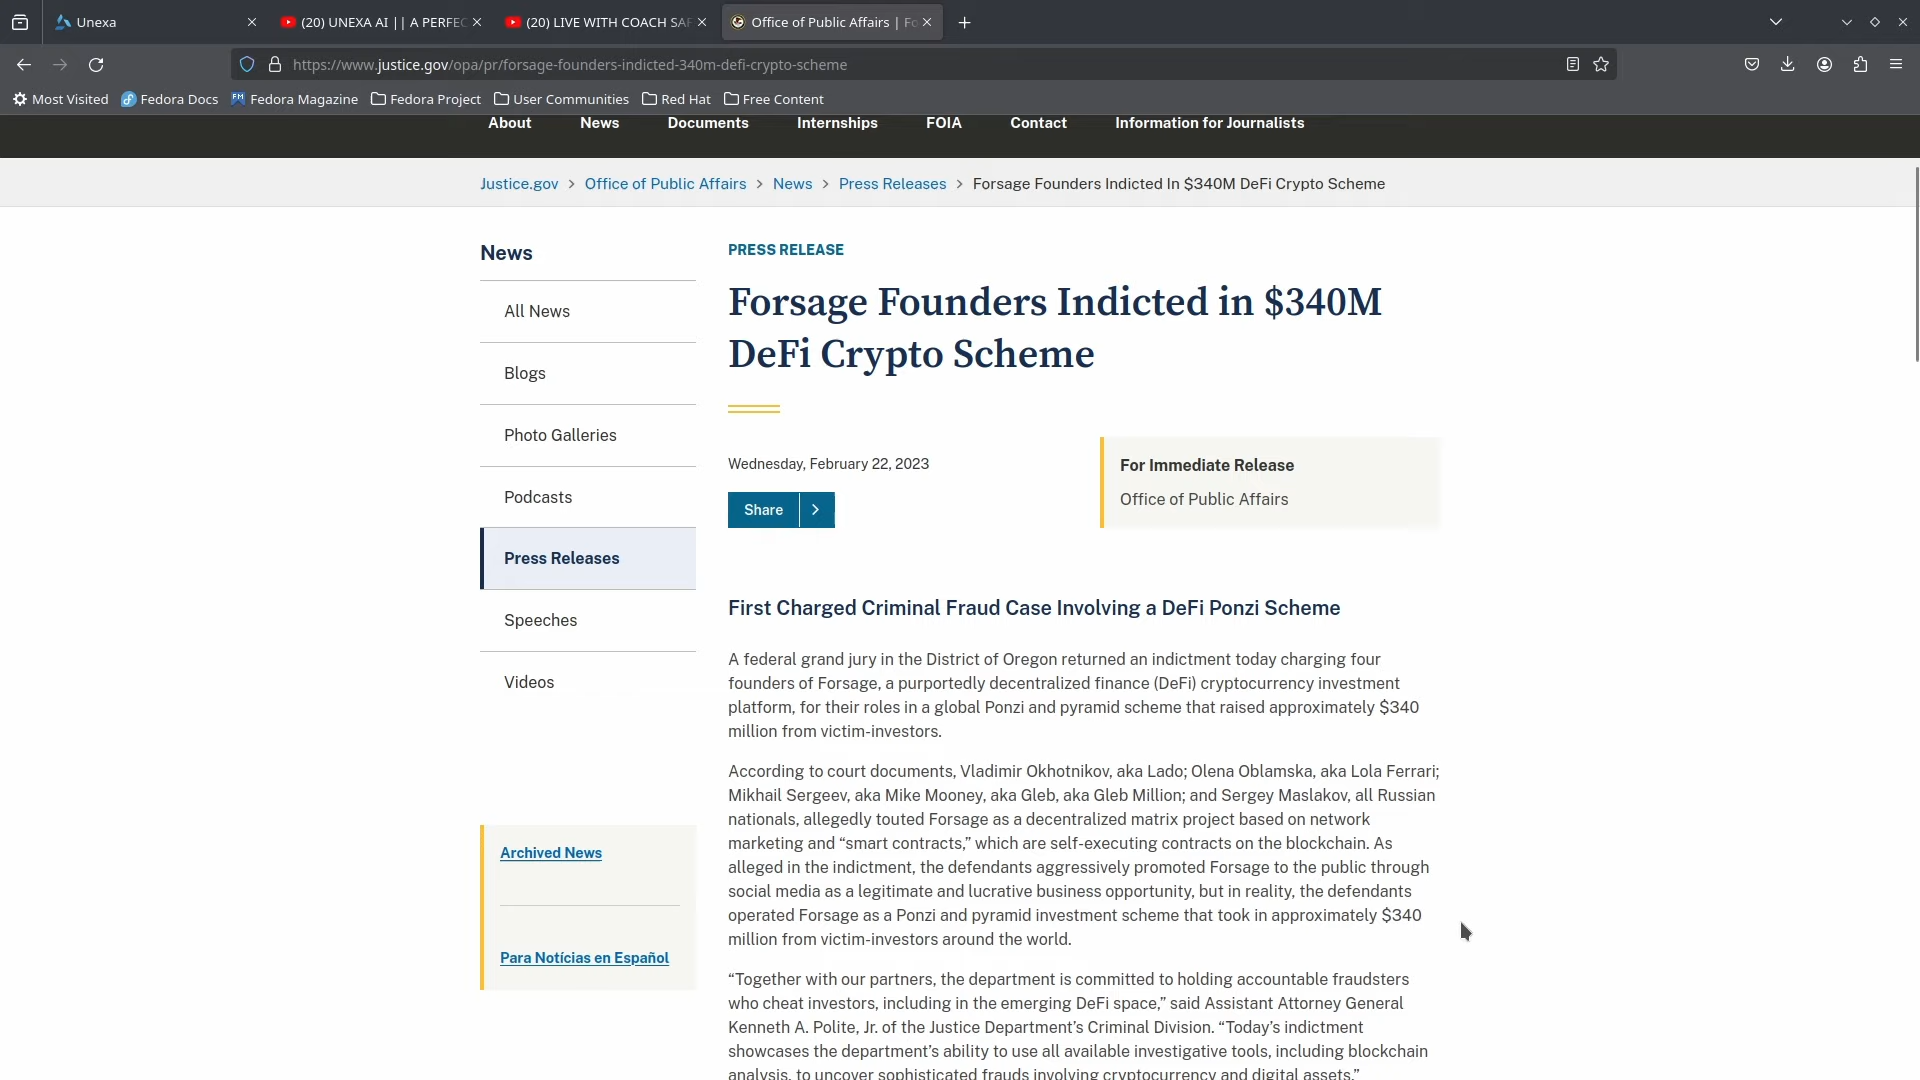 Unexa
(20) UNEXA AI || A PERFEC
(20) LIVE WITH COACH SAF
Office of Public Affairs | Fo
https://www.justice.gov/opa/pr/forsage-founders-indicted-340m-defi-crypto-scheme
Most Visited
Fedora Docs
FM Fedora Magazine
Fedora Project
User Communities
Red Hat
Free Content
About
News
Documents
Internships
FOIA
Contact
Information for Journalists
Justice.gov > Office of Public Affairs > News > Press Releases > Forsage Founders Indicted In $340M DeFi Crypto Scheme
News
All News
Blogs
Photo Galleries
Podcasts
Press Releases
Speeches
Videos
Archived News
Para Notícias en Español
PRESS RELEASE
Forsage Founders Indicted in $340M
DeFi Crypto Scheme
Wednesday, February 22, 2023
Share
For Immediate Release
Office of Public Affairs
First Charged Criminal Fraud Case Involving a DeFi Ponzi Scheme
A federal grand jury in the District of Oregon returned an indictment today charging four
founders of Forsage, a purportedly decentralized finance (DeFi) cryptocurrency investment
platform, for their roles in a global Ponzi and pyramid scheme that raised approximately $340
million from victim-investors.
According to court documents, Vladimir Okhotnikov, aka Lado; Olena Oblamska, aka Lola Ferrari;
Mikhail Sergeev, aka Mike Mooney, aka Gleb, aka Gleb Million; and Sergey Maslakov, all Russian
nationals, allegedly touted Forsage as a decentralized matrix project based on network
marketing and “smart contracts,” which are self-executing contracts on the blockchain. As
alleged in the indictment, the defendants aggressively promoted Forsage to the public through
social media as a legitimate and lucrative business opportunity, but in reality, the defendants
operated Forsage as a Ponzi and pyramid investment scheme that took in approximately $340
million from victim-investors around the world.
“Together with our partners, the department is committed to holding accountable fraudsters
who cheat investors, including in the emerging DeFi space,” said Assistant Attorney General
Kenneth A. Polite, Jr. of the Justice Department’s Criminal Division. “Today’s indictment
showcases the department’s ability to use all available investigative tools, including blockchain
analysis, to uncover sophisticated frauds involving cryptocurrency and digital assets.”